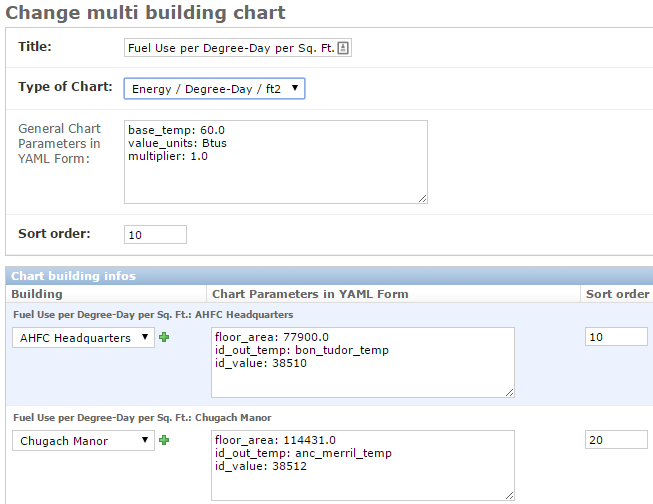 Change multi building chart
Title: Fuel Use per Degree-Day per Sq. Ft.
Type of Chart: Energy / Degree-Day / ft2
General Chart Parameters in YAML Form:
base_temp: 60.0
value_units: Btus
multiplier: 1.0
Sort order: 10
Chart building infos
Building Chart Parameters in YAML Form Sort order
Fuel Use per Degree-Day per Sq. Ft.: AHFC Headquarters
AHFC Headquarters
floor_area: 77900.0
id_out_temp: bon_tudor_temp
id_value: 38510
10
Fuel Use per Degree-Day per Sq. Ft.: Chugach Manor
Chugach Manor
floor_area: 114431.0
id_out_temp: anc_merril_temp
id_value: 38512
20